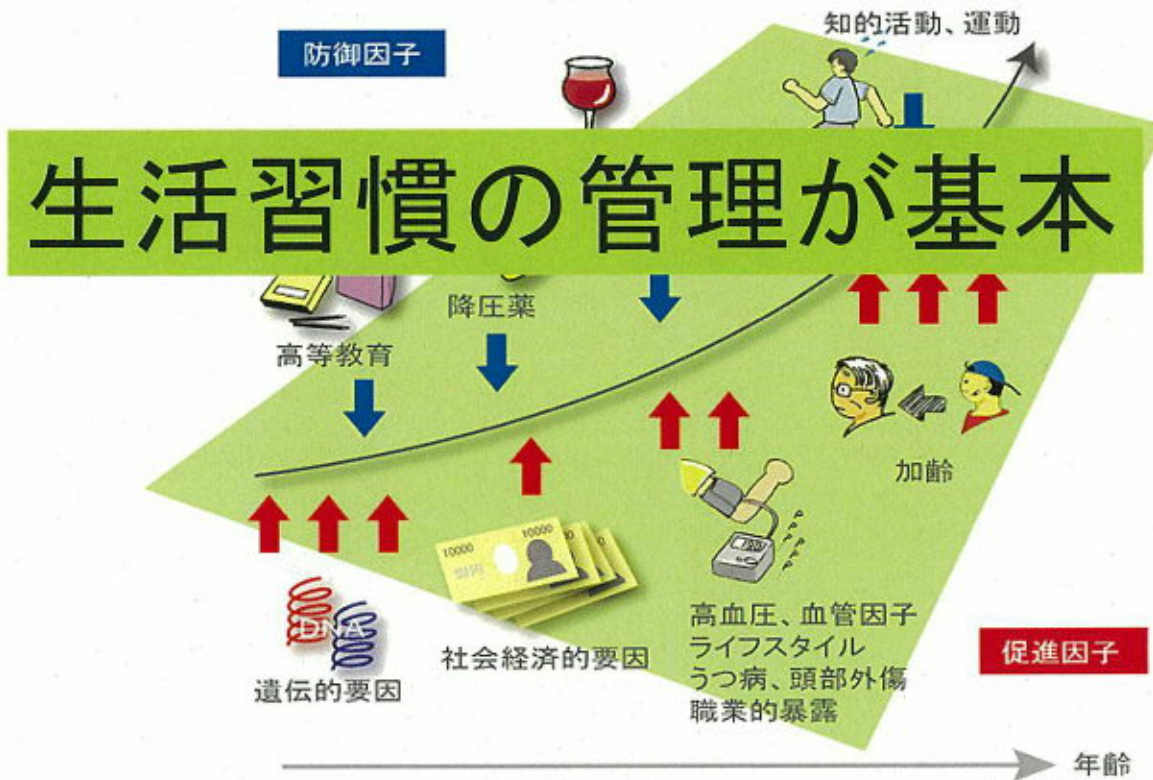 知的活動、運動
防御因子
生活習慣の管理が基本
降圧薬
高等教育
加齢
10000
10000
DNA
遺伝的要因
社会経済的要因
高血圧、血管因子
ライフスタイル
うつ病、頭部外傷
職業的暴露
促進因子
年齢